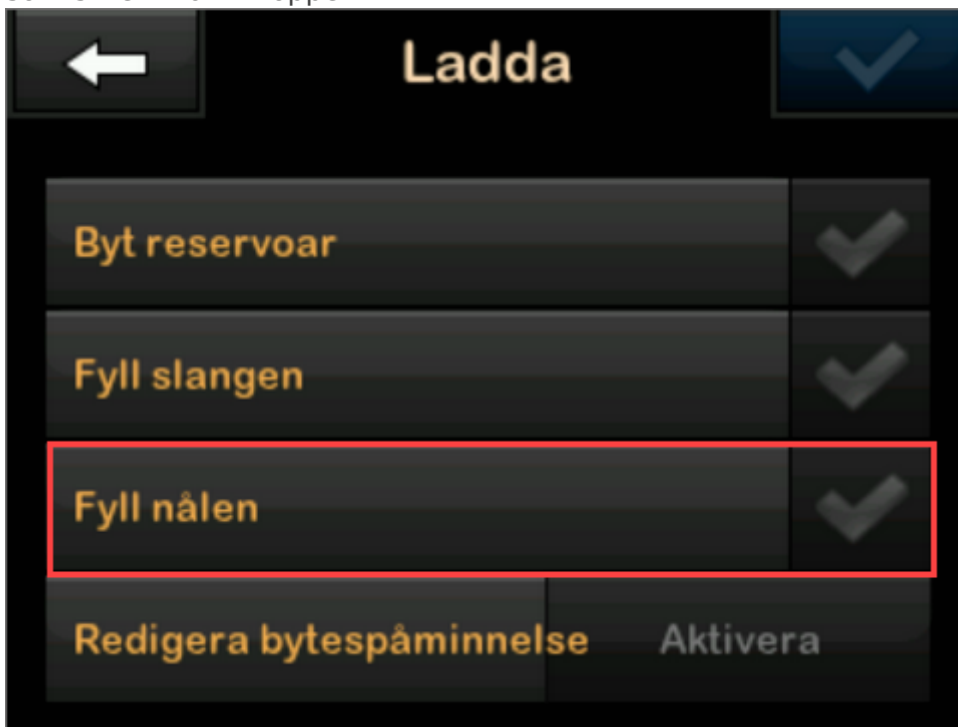 Ladda
Byt reservoar
Fyll slangen
Fyll nålen
Redigera bytespåminnelse Aktivera